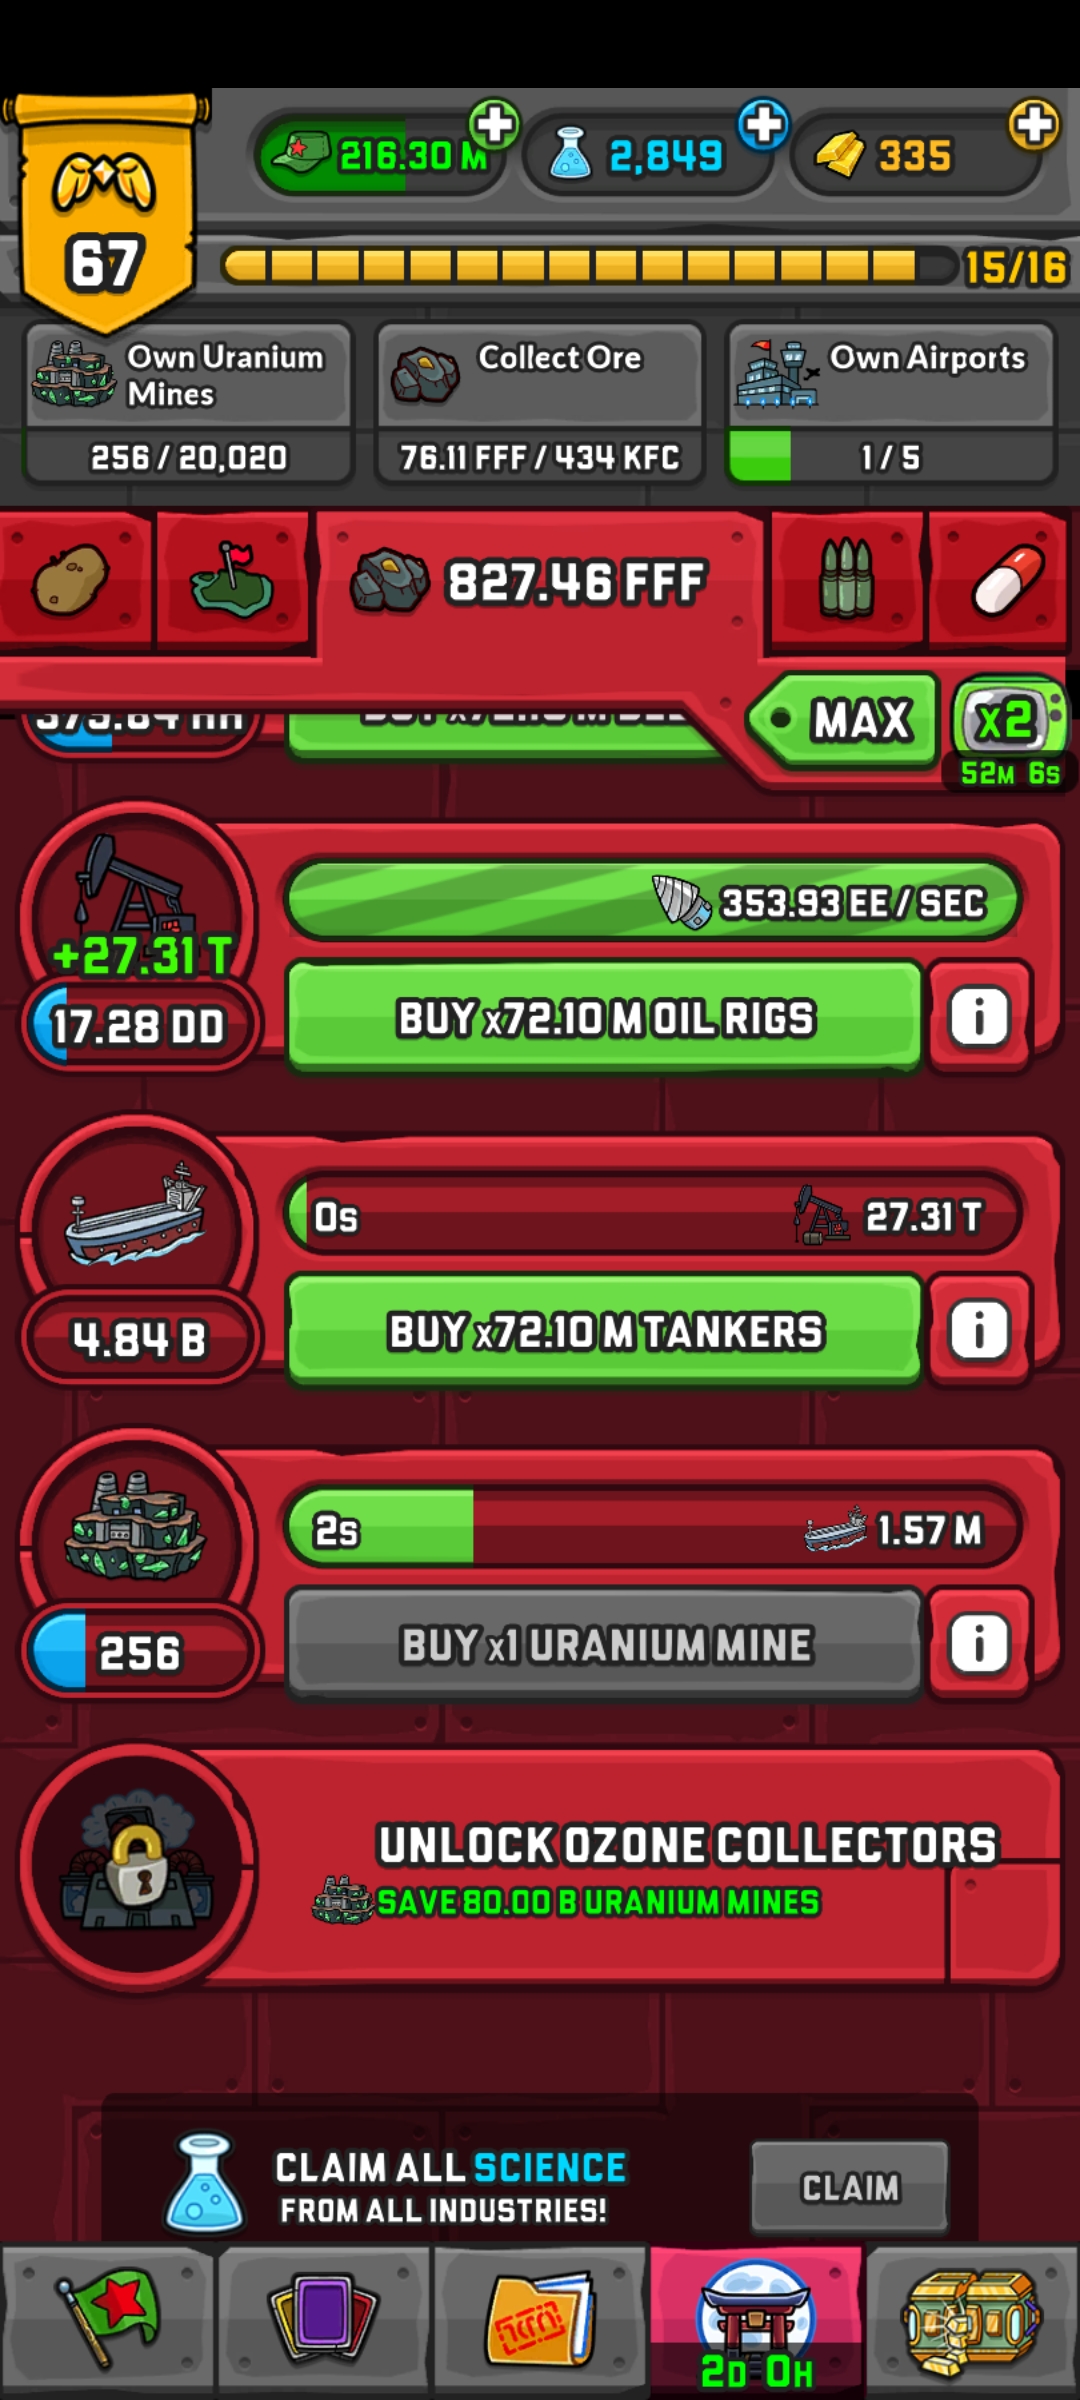 216.30 M
2,849
335
67
15/16
Own Uranium
Mines
256 / 20,020
Collect Ore
76.11 FFF / 434 KFC
Own Airports
1 / 5
827.46 FFF
MAX
x2
52M 6S
353.93 EE / SEC
+27.31 T
17.28 DD
BUY x72.10 M OIL RIGS
i
0s
27.31 T
4.84 B
BUY x72.10 M TANKERS
i
2s
1.57 M
256
BUY x1 URANIUM MINE
i
UNLOCK OZONE COLLECTORS
SAVE 80.00 B URANIUM MINES
CLAIM ALL SCIENCE
FROM ALL INDUSTRIES!
CLAIM
2D 0H